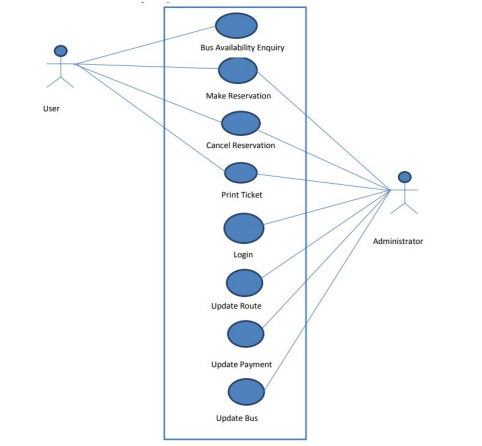 Bus Availability Enquiry
Make Reservation
User
Cancel Reservation
Print Ticket
Administrator
Login
Update Route
Update Payment
Update Bus